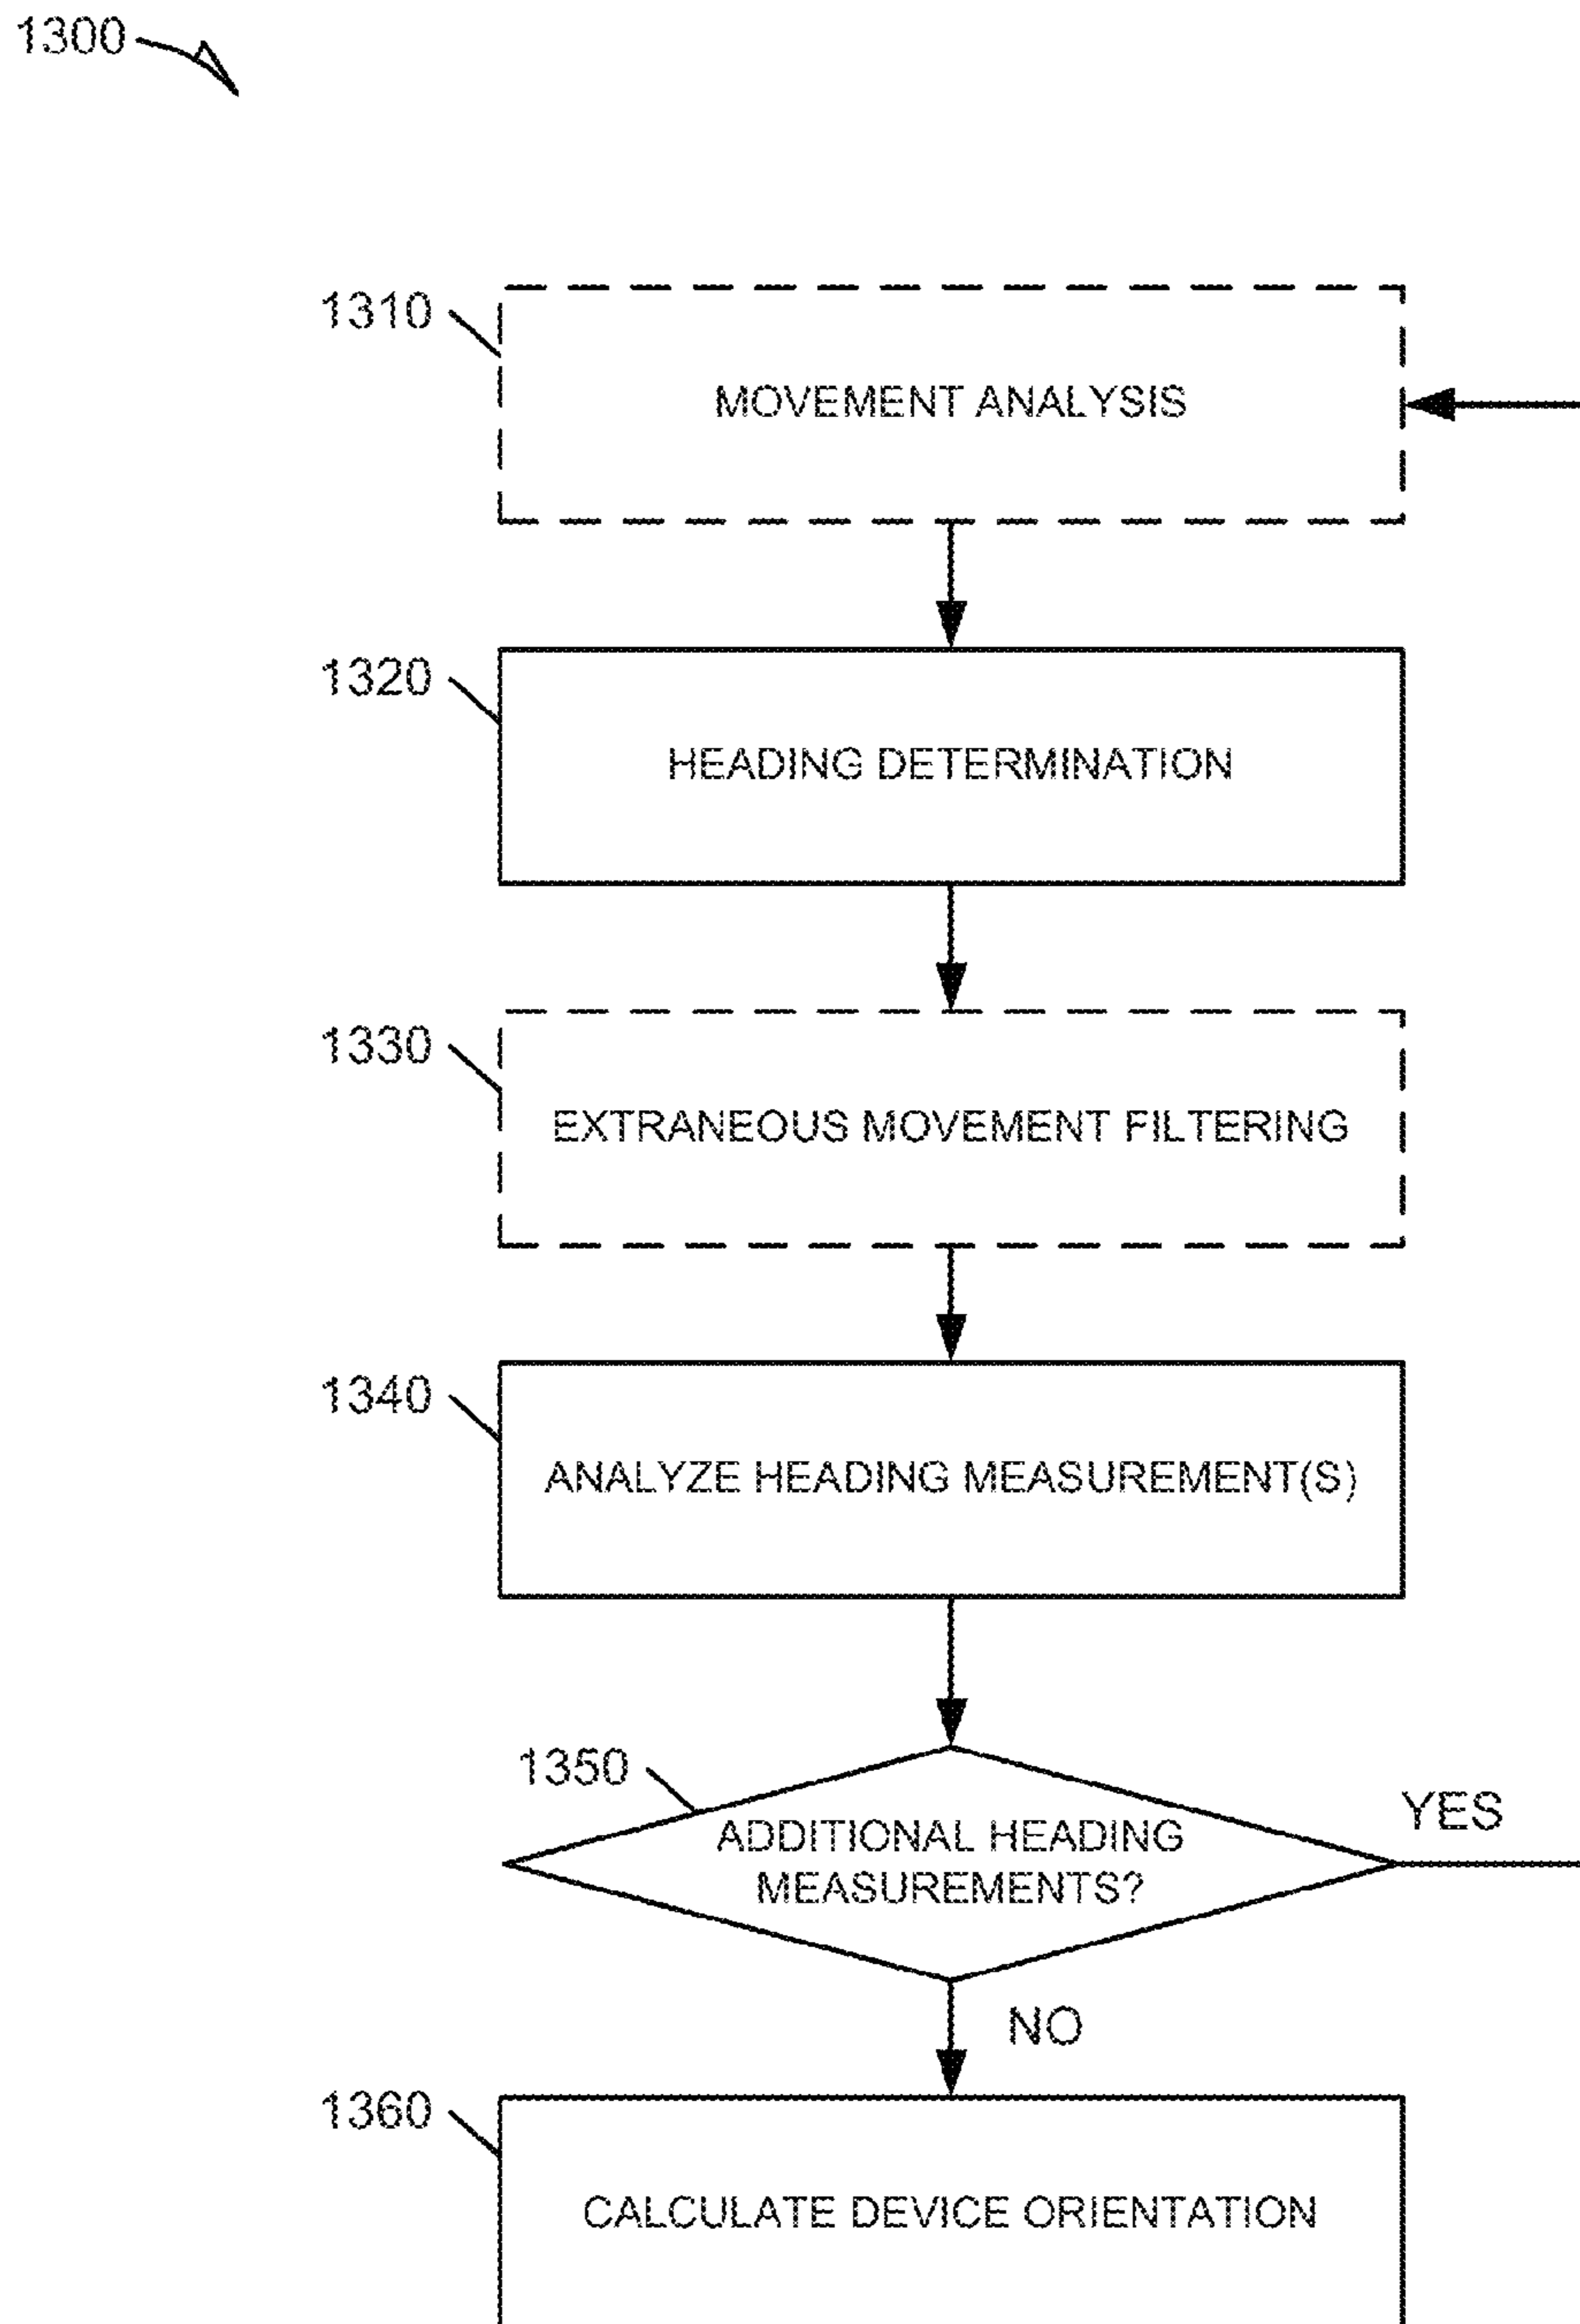 1300
1310
MOVEMENT ANALYSIS
1320
HEADING DETERMINATION
1330
EXTRANEOUS MOVEMENT FILTERING
1340
ANALYZE HEADING MEASUREMENT(S)
1350
ADDITIONAL HEADING
MEASUREMENTS?
YES
NO
1360
CALCULATE DEVICE ORIENTATION